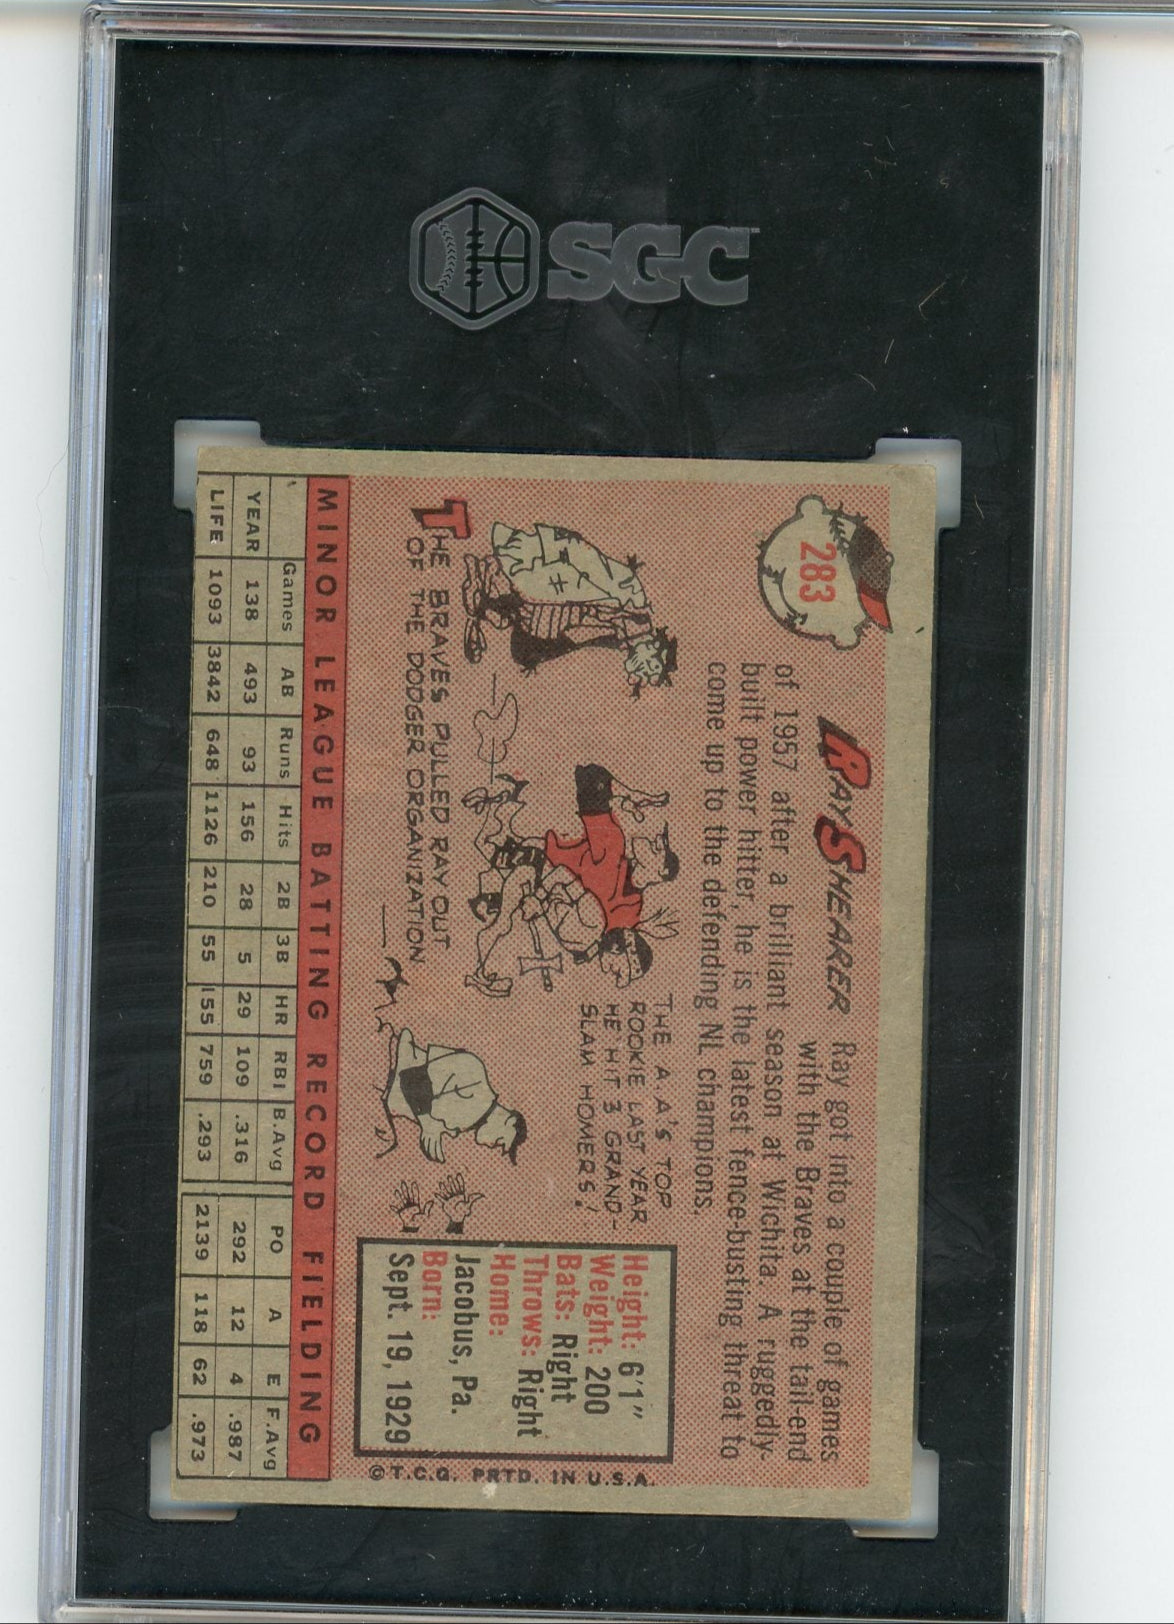 SGC™
283
RAY SHEARER Ray got into a couple of games
with the Braves at the tail-end
of 1957 after a brilliant season at Wichita. A ruggedly-
built power hitter, he is the latest fence-busting threat to
come up to the defending NL champions.
THE A.A'S TOP
ROOKIE LAST YEAR
HE HIT 3 GRAND-
SLAM HOMERS!
THE BRAVES PULLED RAY OUT
OF THE DODGER ORGANIZATION.
Height: 6'1"
Weight: 200
Bats: Right
Throws: Right
Home:
Jacobus, Pa.
Born:
Sept. 19, 1929
©T.C.G. PRTD. IN U.S.A.
MINOR LEAGUE BATTING RECORD FIELDING
Games AB Runs Hits 2B 3B HR RBI B.Avg PO A E F.Avg
YEAR 138 493 93 156 28 5 29 109 .316 292 12 4 .987
LIFE 1093 3842 648 1126 210 55 155 759 .293 2139 118 62 .973